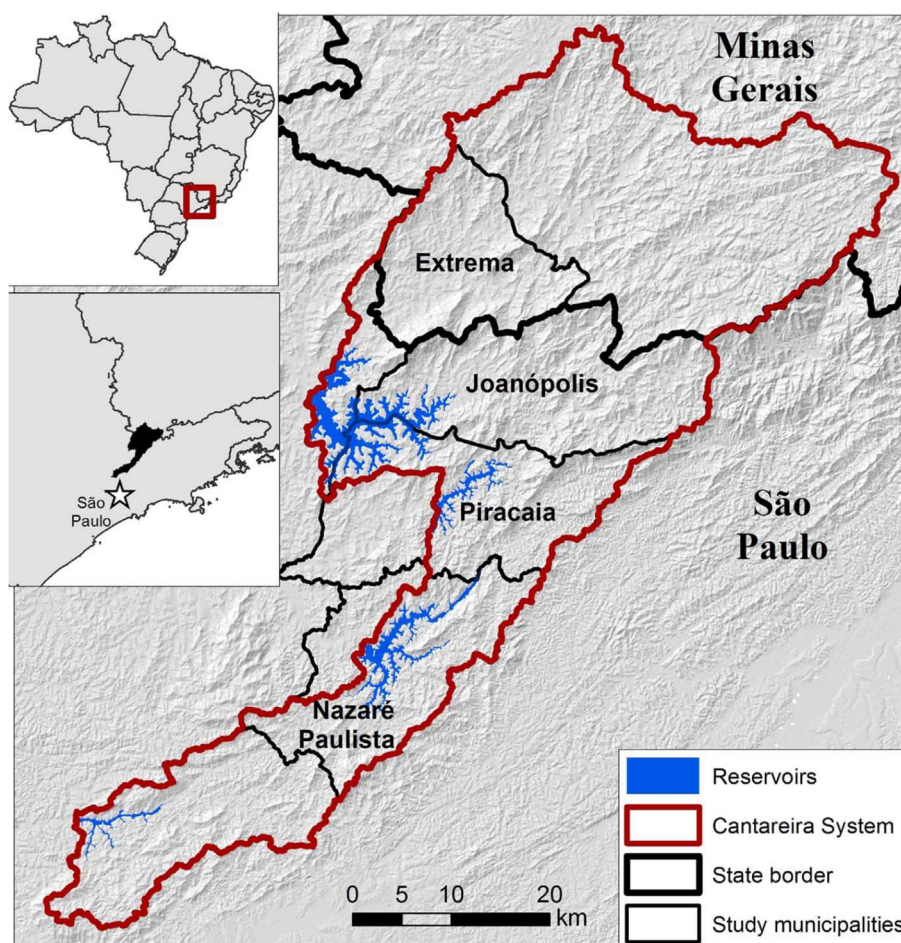 Minas
Gerais
Extrema
Joanópolis
São
Paulo
Piracaia
São
Paulo
Nazaré
Paulista
Reservoirs
Cantareira System
State border
Study municipalities
0 5 10 20
km